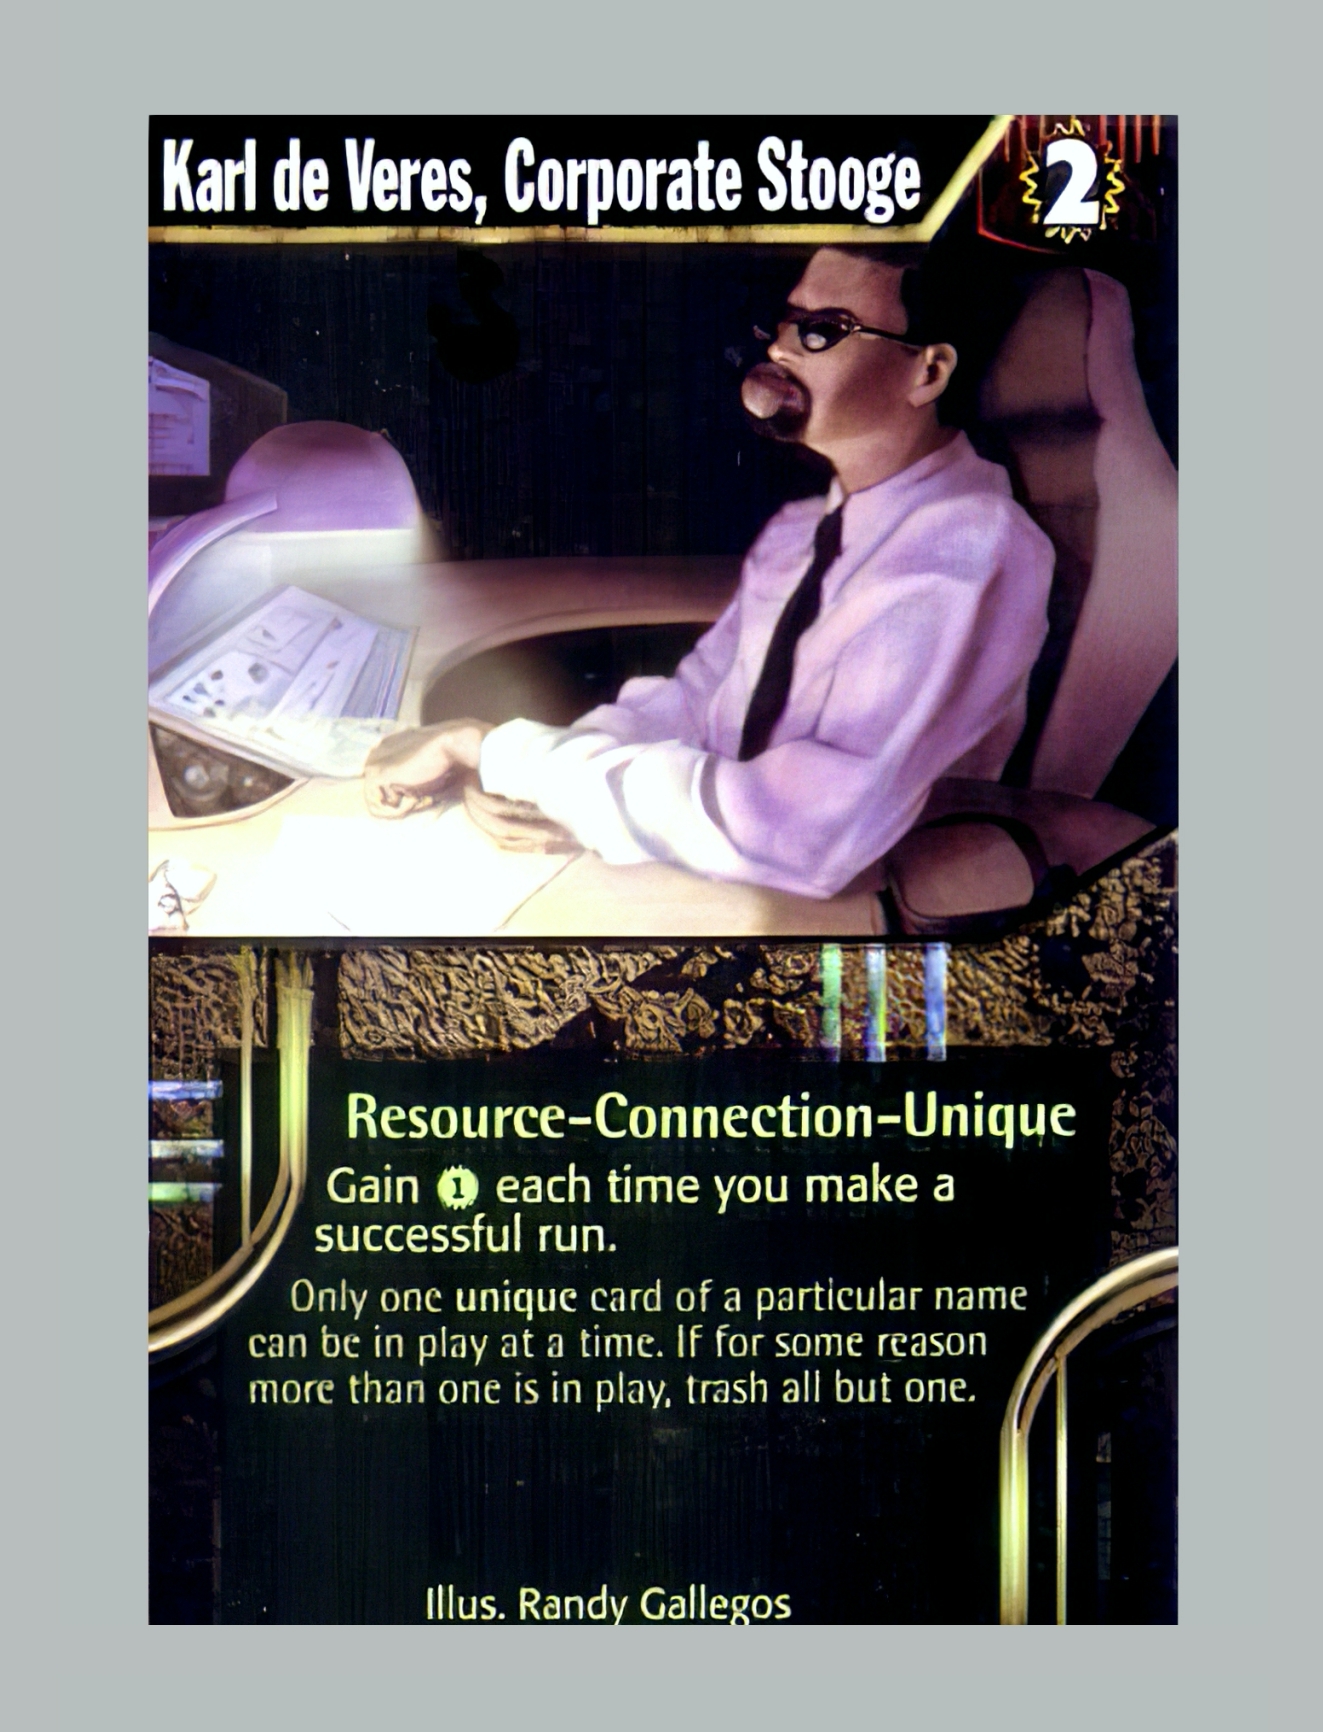 Karl de Veres, Corporate Stooge
2
Resource-Connection-Unique
Gain 1 each time you make a
successful run.
Only one unique card of a particular name
can be in play at a time. If for some reason
more than one is in play, trash all but one.
Illus. Randy Gallegos